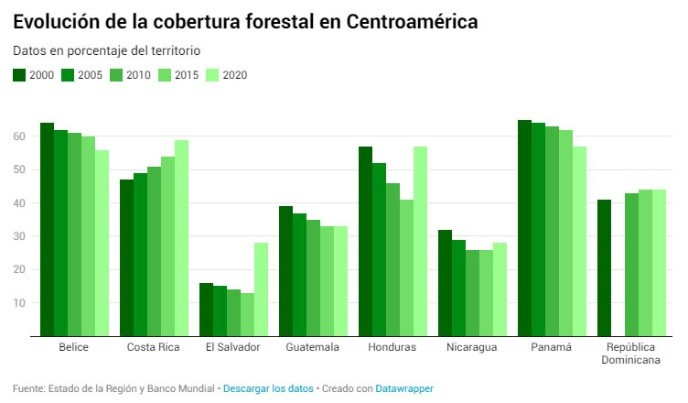 Evolución de la cobertura forestal en Centroamérica
Datos en porcentaje del territorio
2000 2005 2010 2015 2020
60
50
40
30
20
10
Belice Costa Rica El Salvador Guatemala Honduras Nicaragua Panamá República
Dominicana
Fuente: Estado de la Región y Banco Mundial • Descargar los datos • Creado con Datawrapper